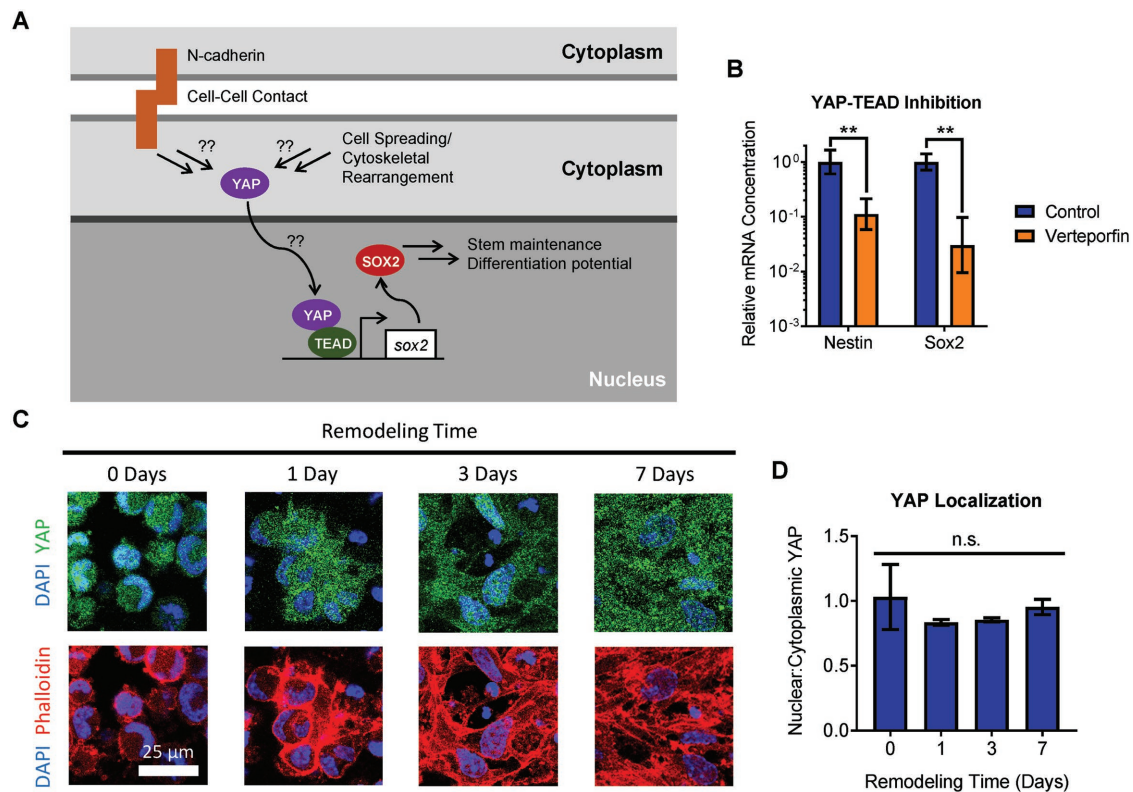 A
N-cadherin
Cytoplasm
Cell-Cell Contact
??
??
Cell Spreading/
Cytoskeletal
Rearrangement
Cytoplasm
YAP
??
SOX2
Stem maintenance
Differentiation potential
YAP
TEAD
sox2
Nucleus
B
YAP-TEAD Inhibition
**
**
Relative mRNA Concentration
10⁰
10⁻¹
10⁻²
10⁻³
Nestin
Sox2
Control
Verteporfin
C
Remodeling Time
0 Days
1 Day
3 Days
7 Days
DAPI YAP
DAPI Phalloidin
25 μm
D
YAP Localization
n.s.
Nuclear:Cytoplasmic YAP
1.5
1.0
0.5
0.0
0
1
3
7
Remodeling Time (Days)